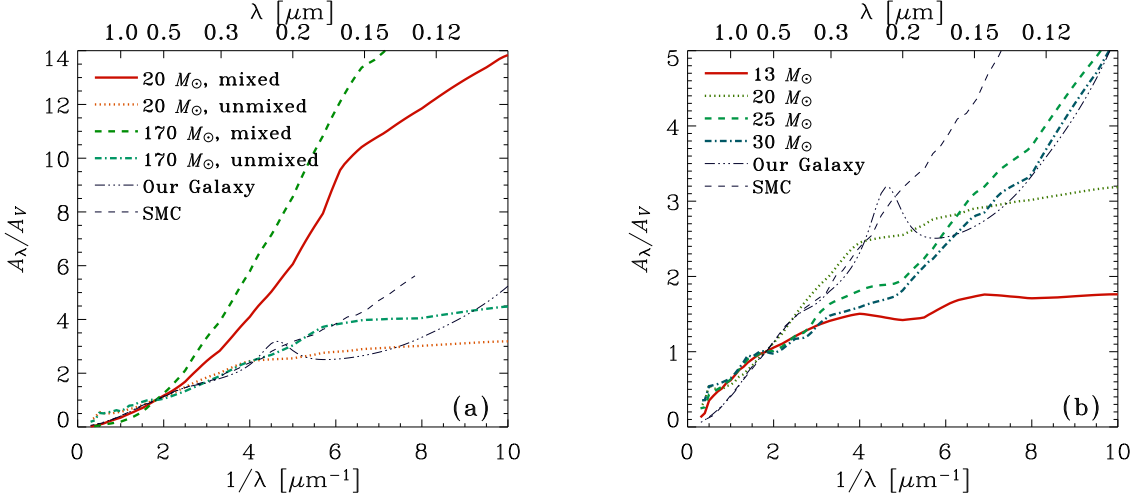 λ [μm]
1.0 0.5 0.3 0.2 0.15 0.12
14
12
10
8
6
4
2
0
A_λ/A_V
20 M_⊙, mixed
20 M_⊙, unmixed
170 M_⊙, mixed
170 M_⊙, unmixed
Our Galaxy
SMC
(a)
0 2 4 6 8 10
1/λ [μm⁻¹]
λ [μm]
1.0 0.5 0.3 0.2 0.15 0.12
5
4
3
2
1
0
A_λ/A_V
13 M_⊙
20 M_⊙
25 M_⊙
30 M_⊙
Our Galaxy
SMC
(b)
0 2 4 6 8 10
1/λ [μm⁻¹]